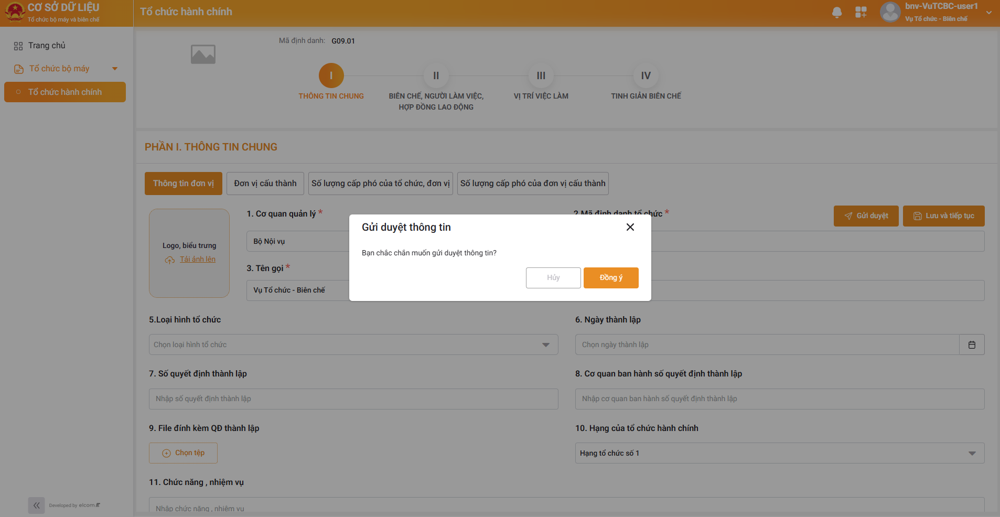 CƠ SỞ DỮ LIỆU
Tổ chức bộ máy và biên chế
Tổ chức hành chính
bnv-VuTCBC-user1
Vụ Tổ chức - Biên chế
Trang chủ
Tổ chức bộ máy
Tổ chức hành chính
Mã định danh: G09.01
I
II
III
IV
THÔNG TIN CHUNG
BIÊN CHẾ, NGƯỜI LÀM VIỆC,
HỢP ĐỒNG LAO ĐỘNG
VỊ TRÍ VIỆC LÀM
TINH GIẢN BIÊN CHẾ
PHẦN I. THÔNG TIN CHUNG
Thông tin đơn vị
Đơn vị cấu thành
Số lượng cấp phó của tổ chức, đơn vị
Số lượng cấp phó của đơn vị cấu thành
Logo, biểu trưng
Tải ảnh lên
1. Cơ quan quản lý *
Bộ Nội vụ
2.Mã định danh tổ chức *
Gửi duyệt
Lưu và tiếp tục
3. Tên gọi *
Vụ Tổ chức - Biên chế
Gửi duyệt thông tin
Bạn chắc chắn muốn gửi duyệt thông tin?
Hủy
Đồng ý
5.Loại hình tổ chức
Chọn loại hình tổ chức
6. Ngày thành lập
Chọn ngày thành lập
7. Số quyết định thành lập
Nhập số quyết định thành lập
8. Cơ quan ban hành số quyết định thành lập
Nhập cơ quan ban hành số quyết định thành lập
9. File đính kèm QĐ thành lập
Chọn tệp
10. Hạng của tổ chức hành chính
Hạng tổ chức số 1
11. Chức năng , nhiệm vụ
Nhập chức năng , nhiệm vụ
Developed by elcom